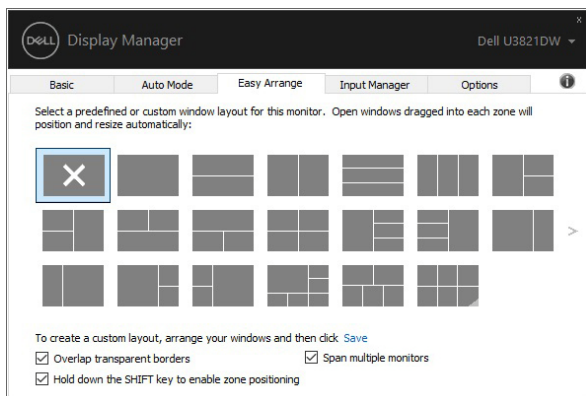 DELL Display Manager
Dell U3821DW
Basic
Auto Mode
Easy Arrange
Input Manager
Options
Select a predefined or custom window layout for this monitor. Open windows dragged into each zone will
position and resize automatically:
To create a custom layout, arrange your windows and then click Save
Overlap transparent borders
Span multiple monitors
Hold down the SHIFT key to enable zone positioning